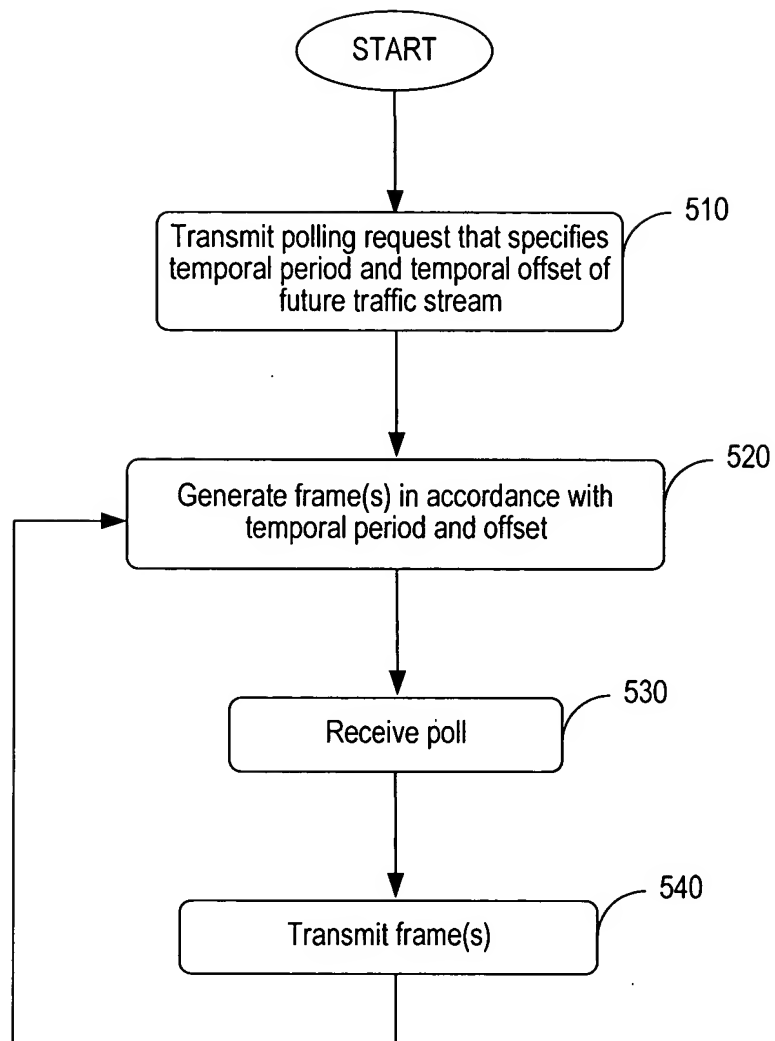 START
510
Transmit polling request that specifies
temporal period and temporal offset of
future traffic stream
520
Generate frame(s) in accordance with
temporal period and offset
530
Receive poll
540
Transmit frame(s)